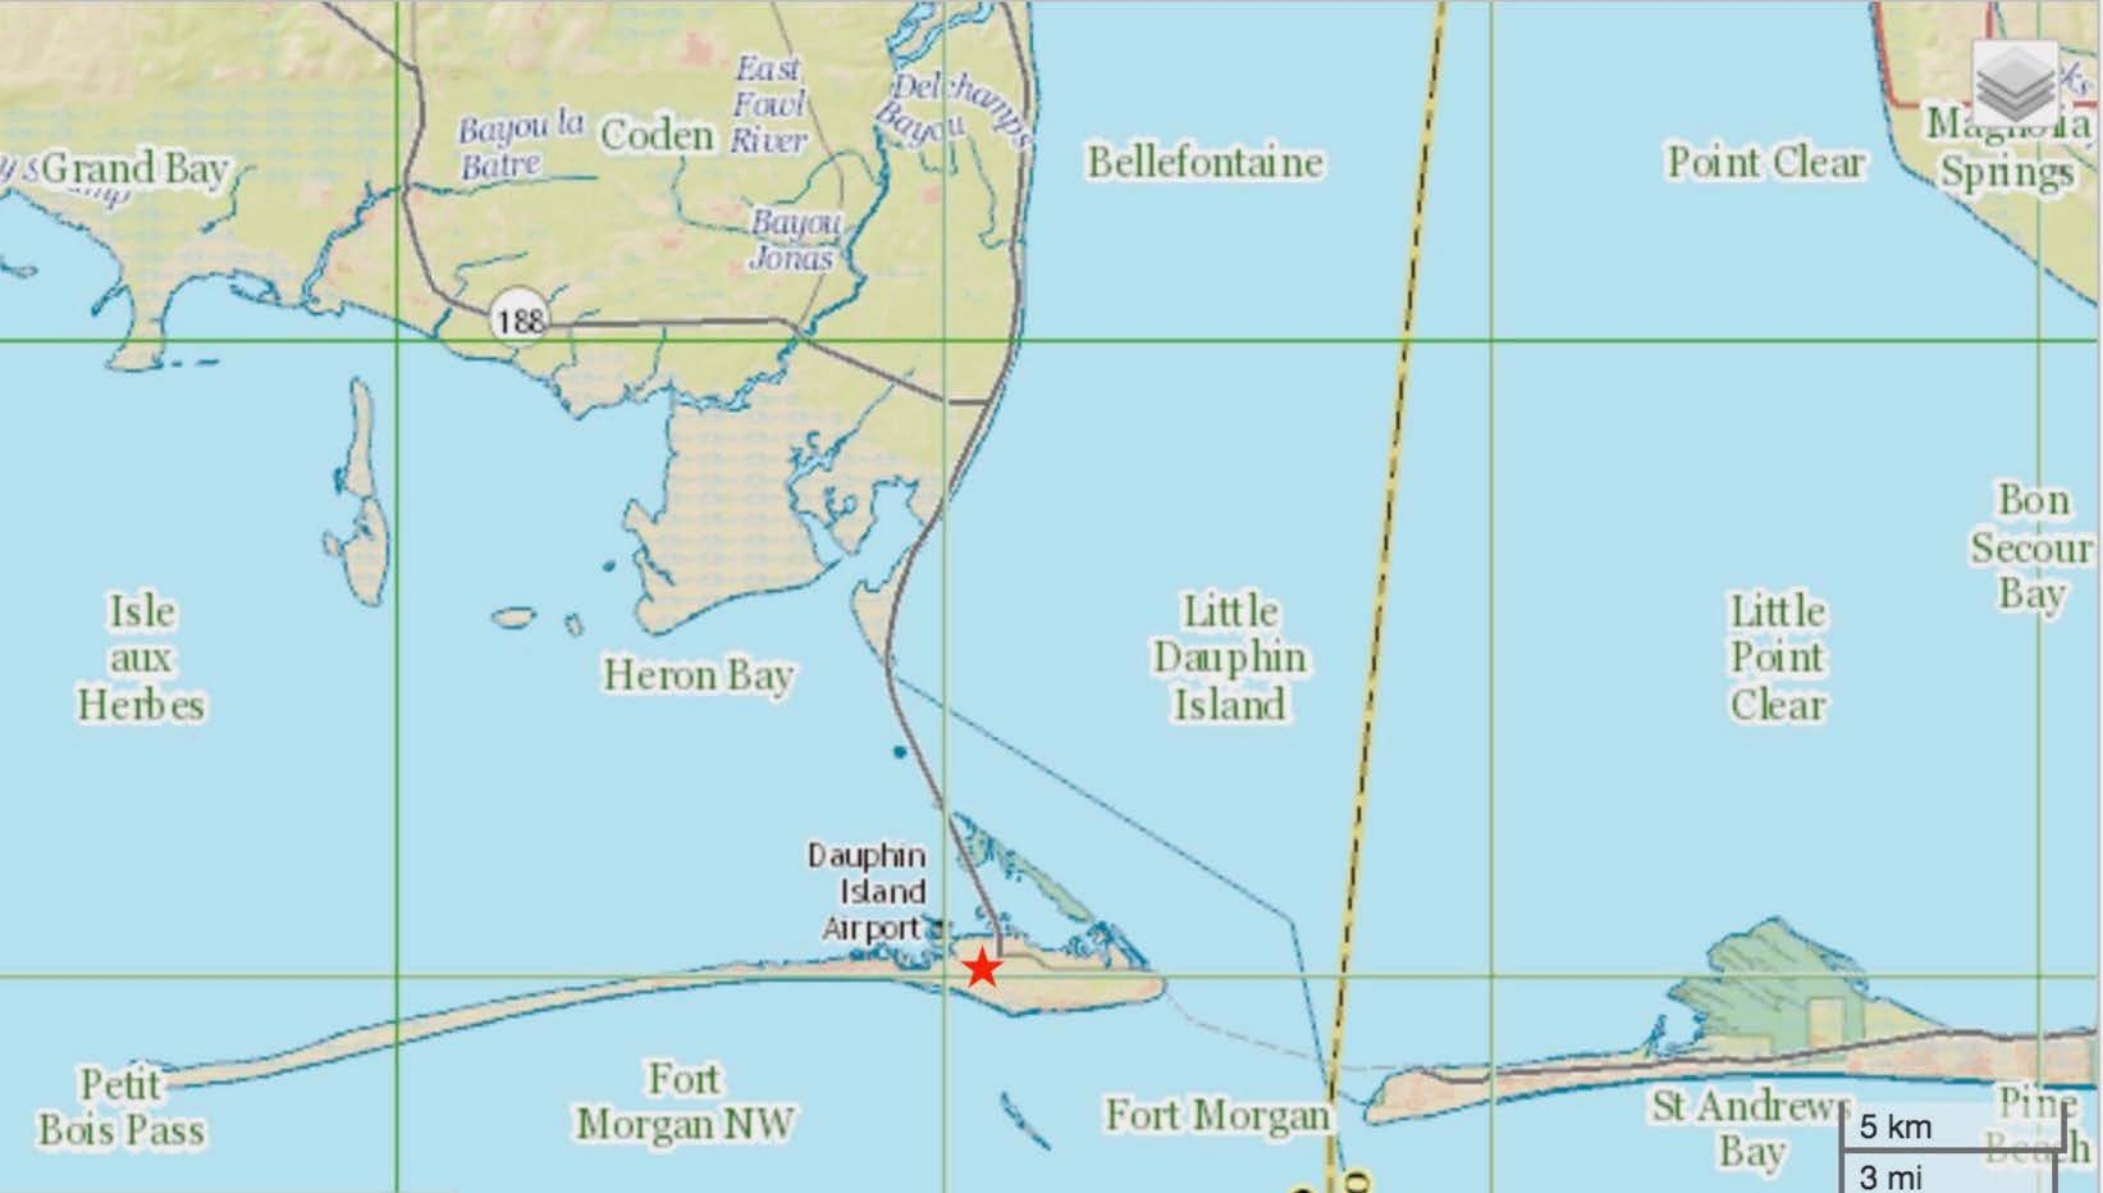 East
Fowl
River
Delchamps
Bayou
Bayou la
Batre
Coden
Grand Bay
Bellefontaine
Point Clear
Magnolia
Springs
Bayou
Jonas
188
Bon
Secour
Bay
Isle
aux
Herbes
Heron Bay
Little
Dauphin
Island
Little
Point
Clear
Dauphin
Island
Airport
Petit
Bois Pass
Fort
Morgan NW
Fort Morgan
St Andrews
Bay
Pine
Beach
5 km
3 mi